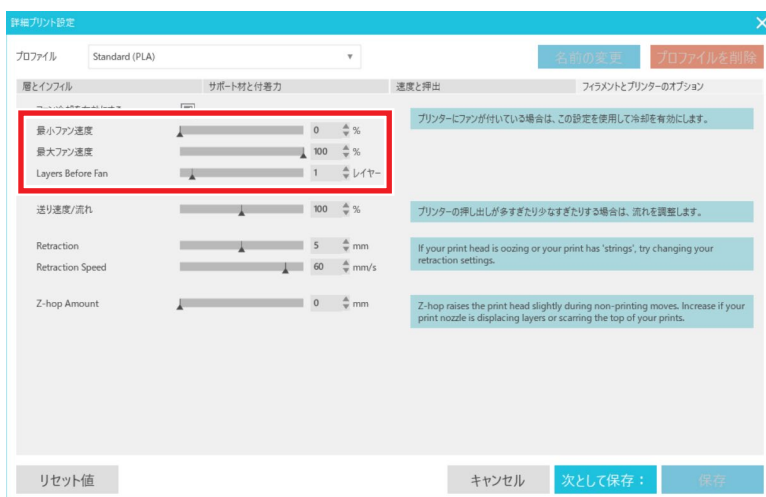 詳細プリント設定
プロファイル Standard (PLA) 名前の変更 プロファイルを削除
層とインフィル サポート材と付着力 速度と押出 フィラメントとプリンターのオプション
プリンターにファンが付いている場合は、この設定を使用して冷却を有効にします。
最小ファン速度 0 %
最大ファン速度 100 %
Layers Before Fan 1 レイヤー
送り速度/流れ 100 %
プリンターの押し出しが多すぎたり少なすぎたりする場合は、流れを調整します。
Retraction 5 mm
Retraction Speed 60 mm/s
If your print head is oozing or your print has 'strings', try changing your
retraction settings.
Z-hop Amount 0 mm
Z-hop raises the print head slightly during non-printing moves. Increase if your
print nozzle is displacing layers or scarring the top of your prints.
リセット値 キャンセル 次として保存： 保存